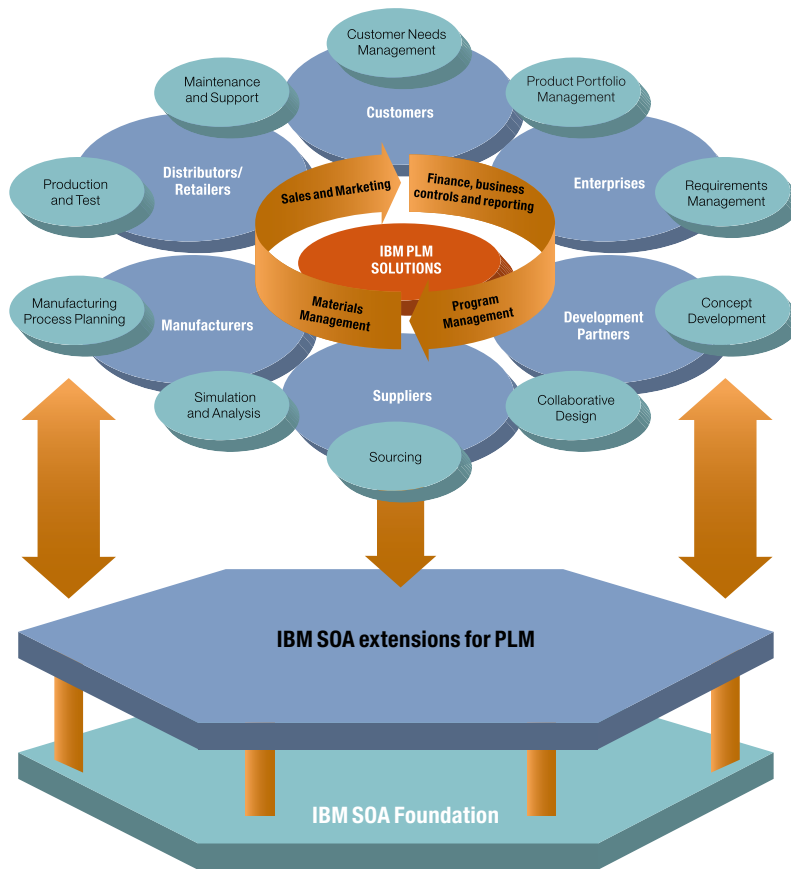 Customer Needs
Management
Maintenance
and Support
Product Portfolio
Management
Customers
Distributors/
Retailers
Enterprises
Production
and Test
Requirements
Management
Sales and Marketing
Finance, business
controls and reporting
IBM PLM
SOLUTIONS
Manufacturing
Process Planning
Manufacturers
Materials
Management
Program
Management
Development
Partners
Concept
Development
Simulation
and Analysis
Suppliers
Collaborative
Design
Sourcing
IBM SOA extensions for PLM
IBM SOA Foundation